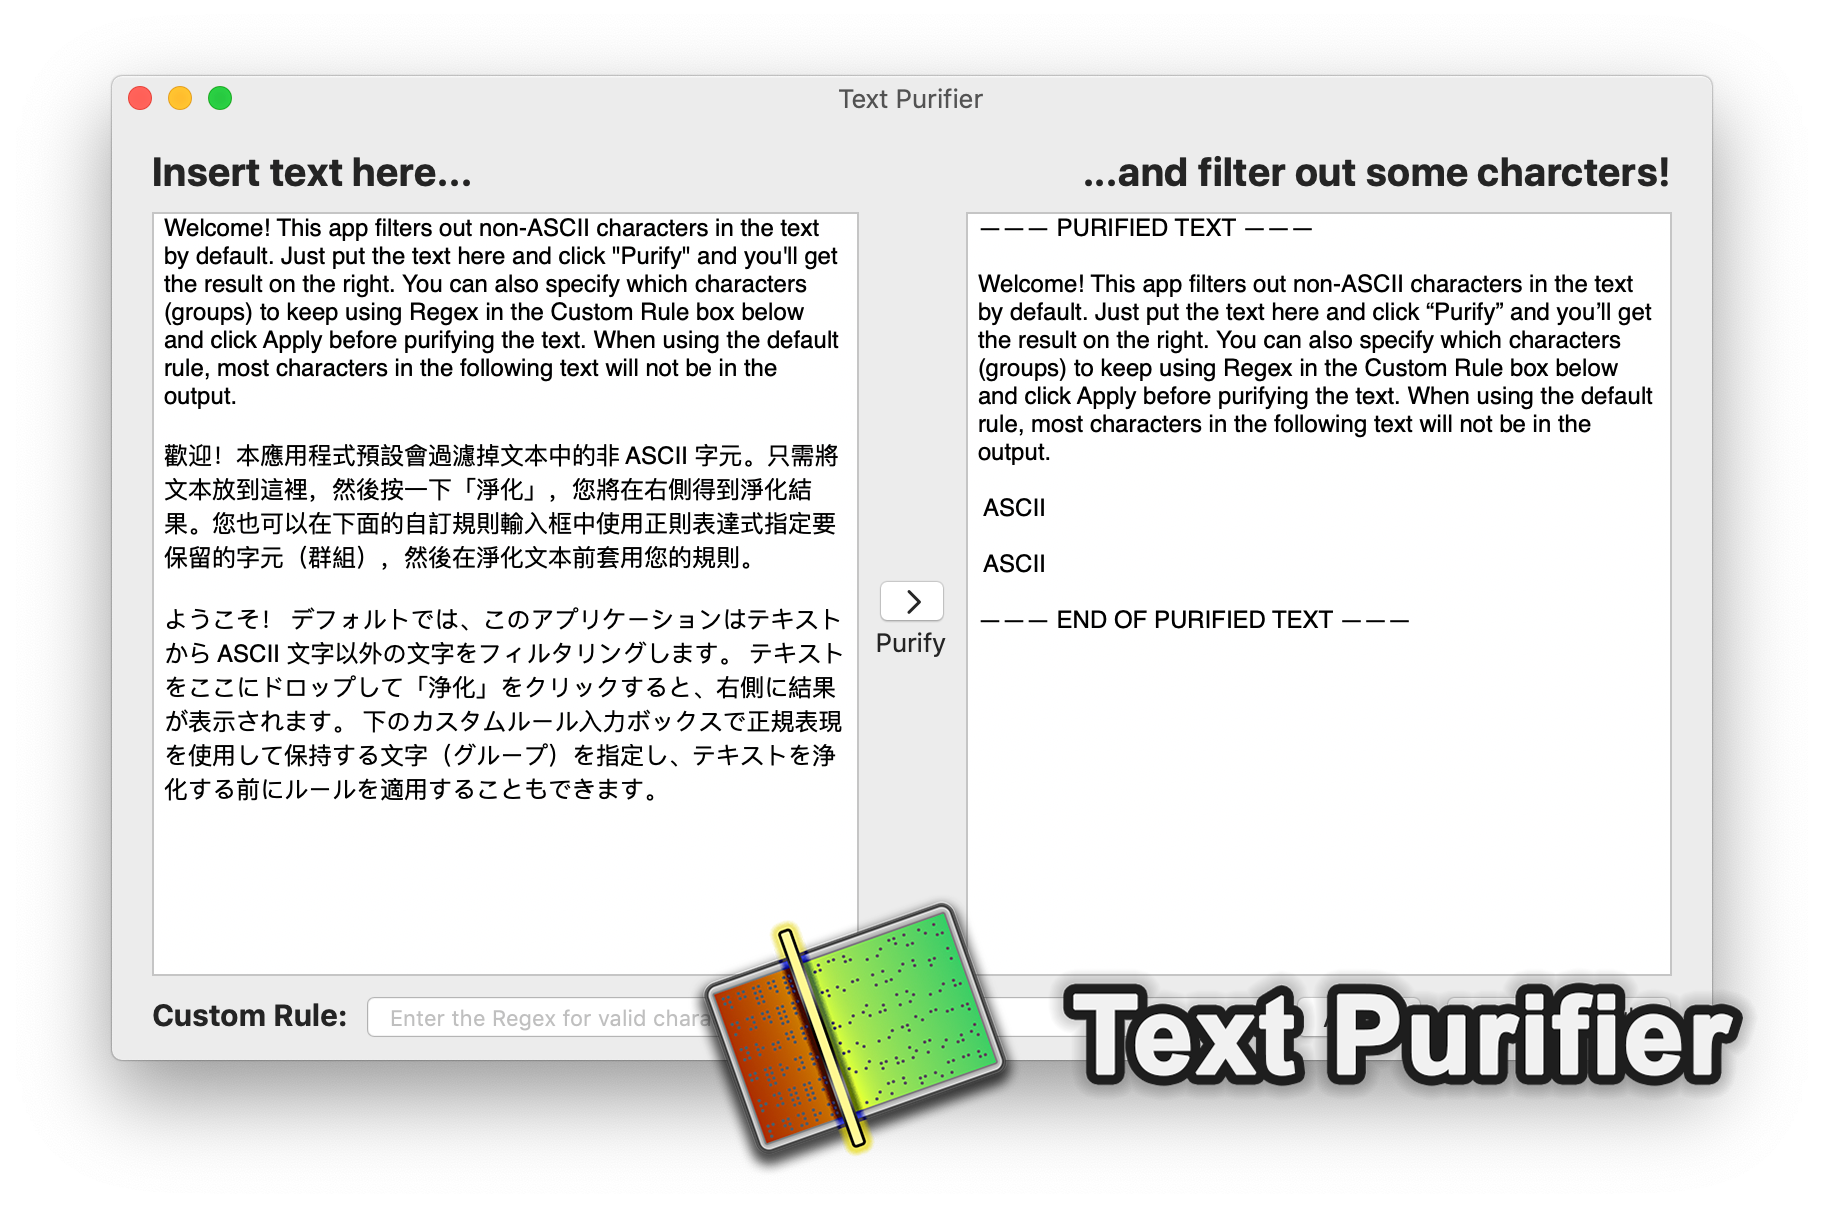 Text Purifier
Insert text here...
...and filter out some charcters!
Welcome! This app filters out non-ASCII characters in the text
by default. Just put the text here and click "Purify" and you'll get
the result on the right. You can also specify which characters
(groups) to keep using Regex in the Custom Rule box below
and click Apply before purifying the text. When using the default
rule, most characters in the following text will not be in the
output.
歡迎！本應用程式預設會過濾掉文本中的非 ASCII 字元。只需將
文本放到這裡，然後按一下「淨化」，您將在右側得到淨化結
果。您也可以在下面的自訂規則輸入框中使用正則表達式指定要
保留的字元（群組），然後在淨化文本前套用您的規則。
ようこそ！ デフォルトでは、このアプリケーションはテキスト
から ASCII 文字以外の文字をフィルタリングします。 テキスト
をここにドロップして「浄化」をクリックすると、右側に結果
が表示されます。 下のカスタムルール入力ボックスで正規表現
を使用して保持する文字（グループ）を指定し、テキストを浄
化する前にルールを適用することもできます。
Purify
——— PURIFIED TEXT ———
Welcome! This app filters out non-ASCII characters in the text
by default. Just put the text here and click “Purify” and you’ll get
the result on the right. You can also specify which characters
(groups) to keep using Regex in the Custom Rule box below
and click Apply before purifying the text. When using the default
rule, most characters in the following text will not be in the
output.
ASCII
ASCII
——— END OF PURIFIED TEXT ———
Custom Rule:
Enter the Regex for valid
Text Purifier